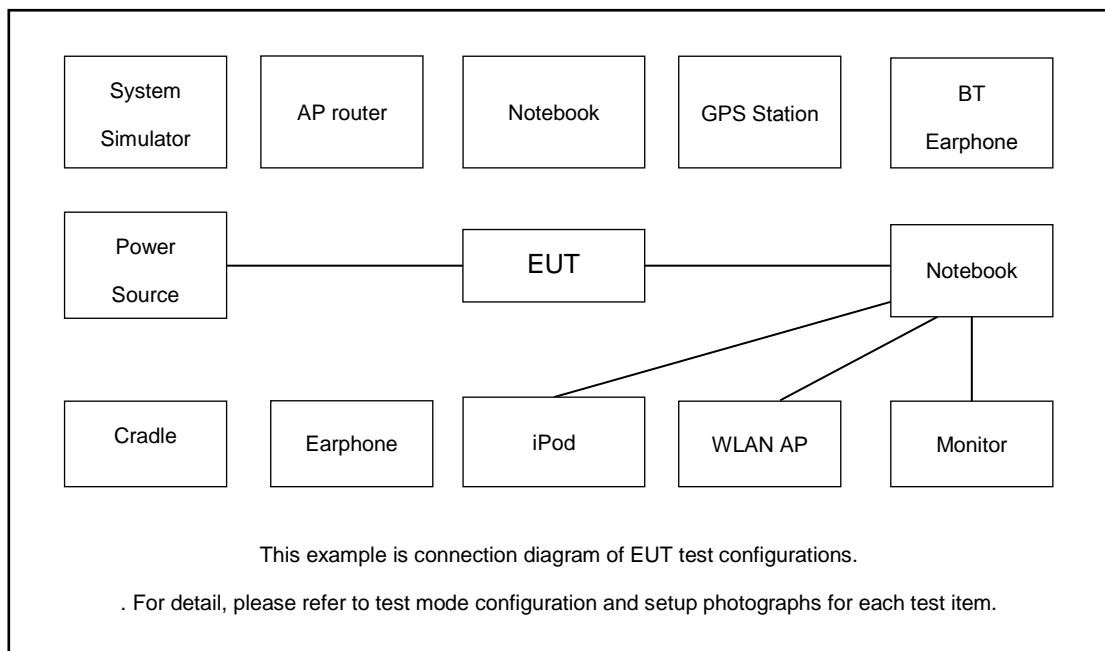 System
Simulator
AP router
Notebook
GPS Station
BT
Earphone
Power
Source
EUT
Notebook
Cradle
Earphone
iPod
WLAN AP
Monitor
This example is connection diagram of EUT test configurations.
. For detail, please refer to test mode configuration and setup photographs for each test item.